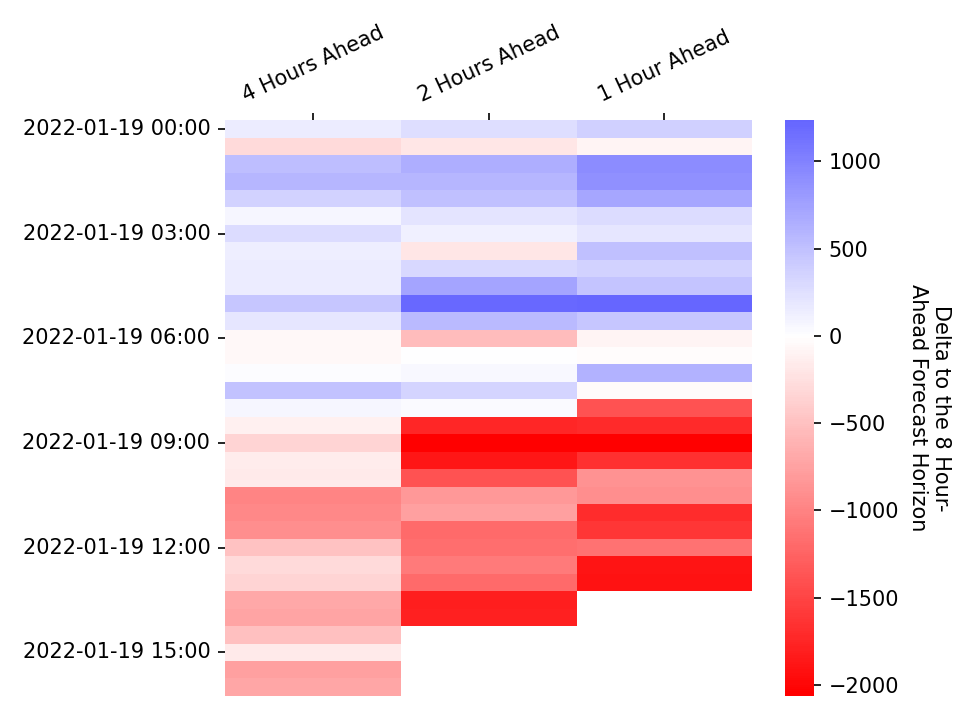 4 Hours Ahead
2 Hours Ahead
1 Hour Ahead
2022-01-19 00:00
2022-01-19 03:00
2022-01-19 06:00
2022-01-19 09:00
2022-01-19 12:00
2022-01-19 15:00
1000
500
0
−500
−1000
−1500
−2000
Delta to the 8 Hour-
Ahead Forecast Horizon